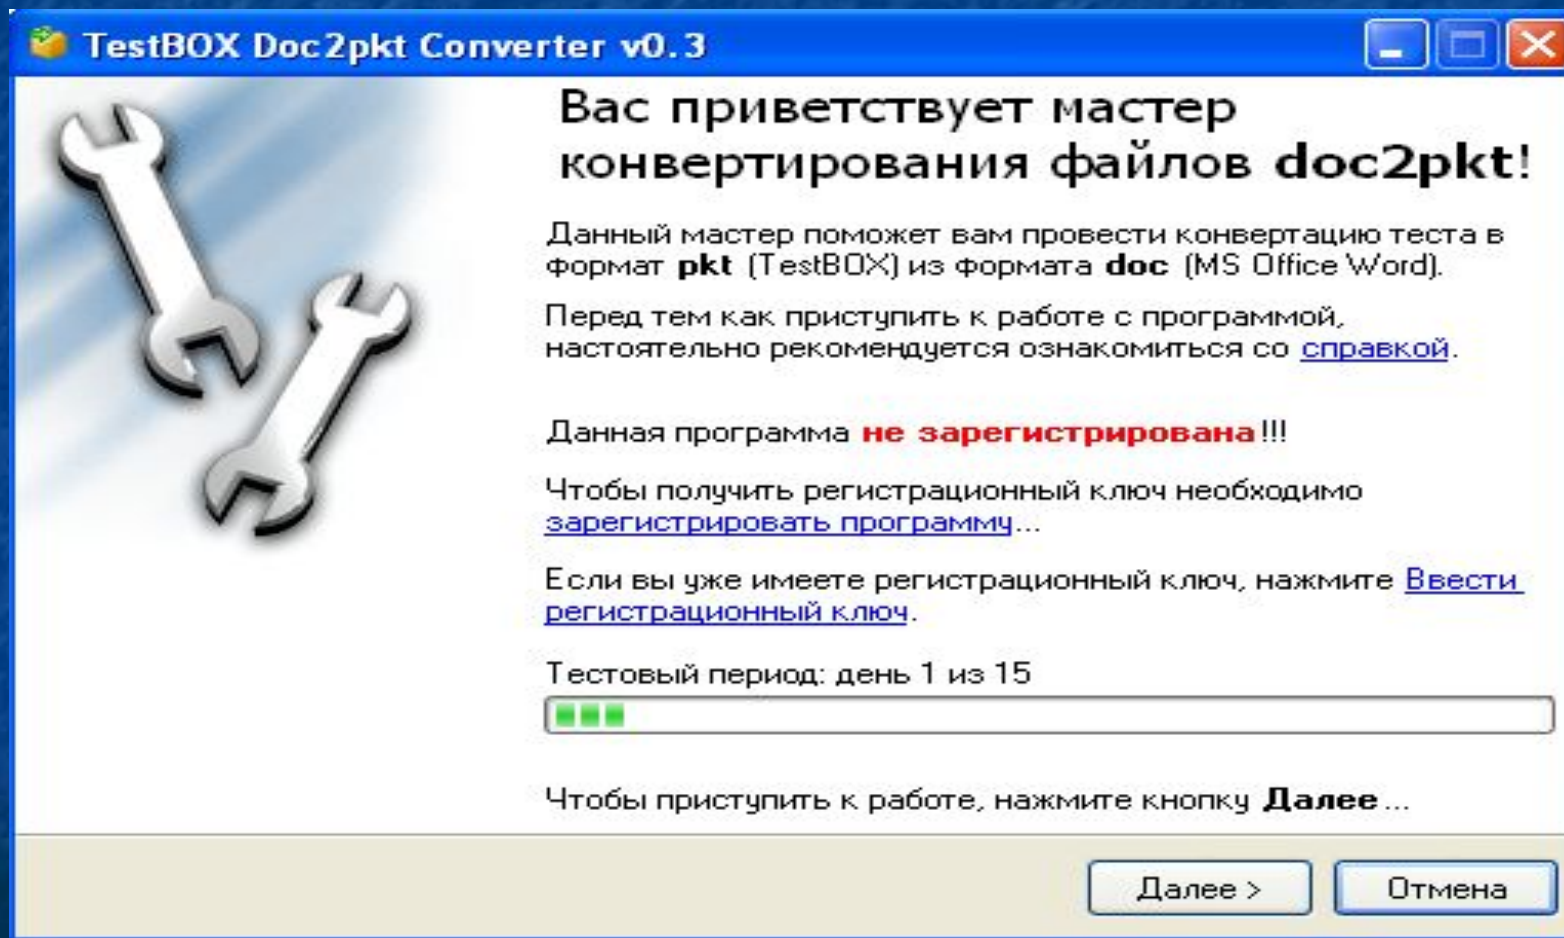 TestBOX Doc2pkt Converter v0.3
Вас приветствует мастер
конвертирования файлов doc2pkt!
Данный мастер поможет вам провести конвертацию теста в
формат pkt (TestBOX) из формата doc (MS Office Word).
Перед тем как приступить к работе с программой,
настоятельно рекомендуется ознакомиться со справкой.
Данная программа не зарегистрирована!!!
Чтобы получить регистрационный ключ необходимо
зарегистрировать программу...
Если вы уже имеете регистрационный ключ, нажмите Ввести
регистрационный ключ.
Тестовый период: день 1 из 15
Чтобы приступить к работе, нажмите кнопку Далее...
Далее >
Отмена